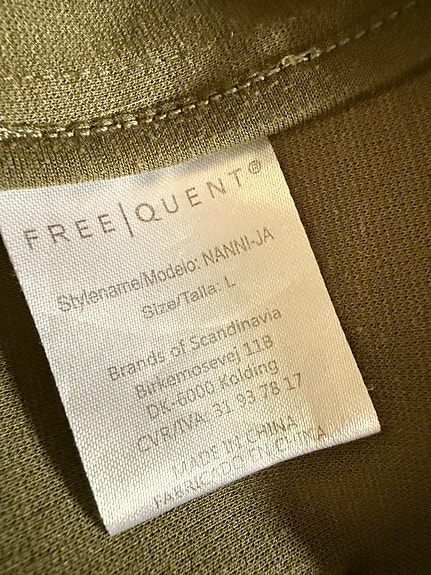 FREE|QUENT®
Stylename/Modelo: NANNI-JA
Size/Talla: L
Brands of Scandinavia
Birkemosevej 11B
DK-6000 Kolding
CVR/IVA: 31 93 78 17
MADE IN CHINA
FABRICADO EN CHINA